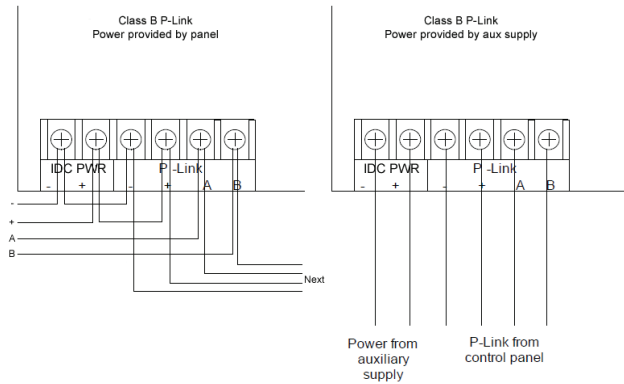 Class B P-Link
Power provided by panel
IDC PWR
P -Link
- + - + A B
-
+
A
B
Next
Class B P-Link
Power provided by aux supply
IDC PWR
P -Link
- + - + A B
Power from
auxiliary
supply
P-Link from
control panel